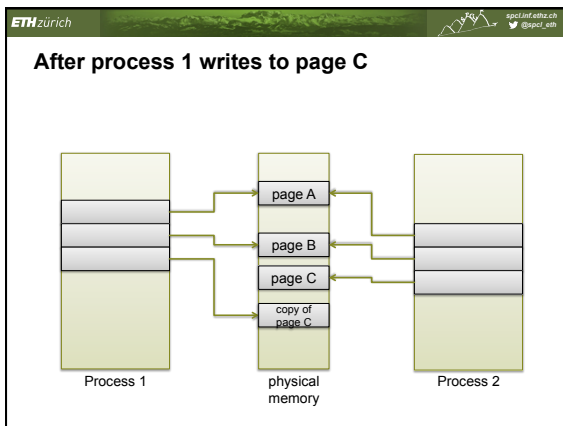 ETH zürich
spcl.inf.ethz.ch
@spcl_eth
After process 1 writes to page C
page A
page B
page C
copy of
page C
Process 1
physical
memory
Process 2